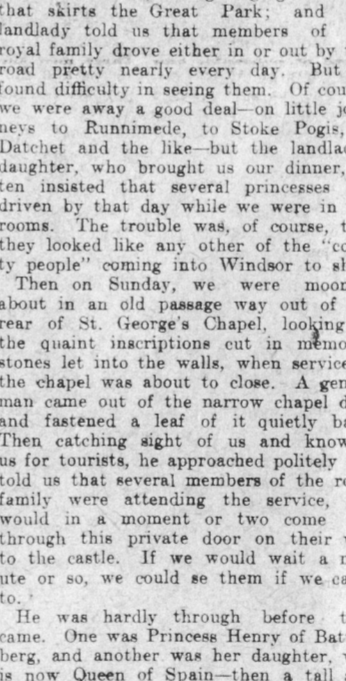 that skirts the Great Park; and
landlady told us that members of
royal family drove either in or out by
road pretty nearly every day. But
found difficulty in seeing them. Of cou
we were away a good deal—on little j
neys to Runnimede, to Stoke Pogis,
Datchet and the like—but the landla
daughter, who brought us our dinner,
ten insisted that several princesses
driven by that day while we were in
rooms. The trouble was, of course, t
they looked like any other of the "co
ty people" coming into Windsor to sh
Then on Sunday, we were moon
about in an old passage way out of
rear of St. George's Chapel, looking
the quaint inscriptions cut in memo
stones let into the walls, when service
the chapel was about to close. A gen
man came out of the narrow chapel d
and fastened a leaf of it quietly ba
Then catching sight of us and know
us for tourists, he approached politely
told us that several members of the r
family were attending the service,
would in a moment or two come
through this private door on their
to the castle. If we would wait a m
ute or so, we could se them if we ca
to.
He was hardly through before t
came. One was Princess Henry of Bat
berg, and another was her daughter,
is now Queen of Spain—then a tall